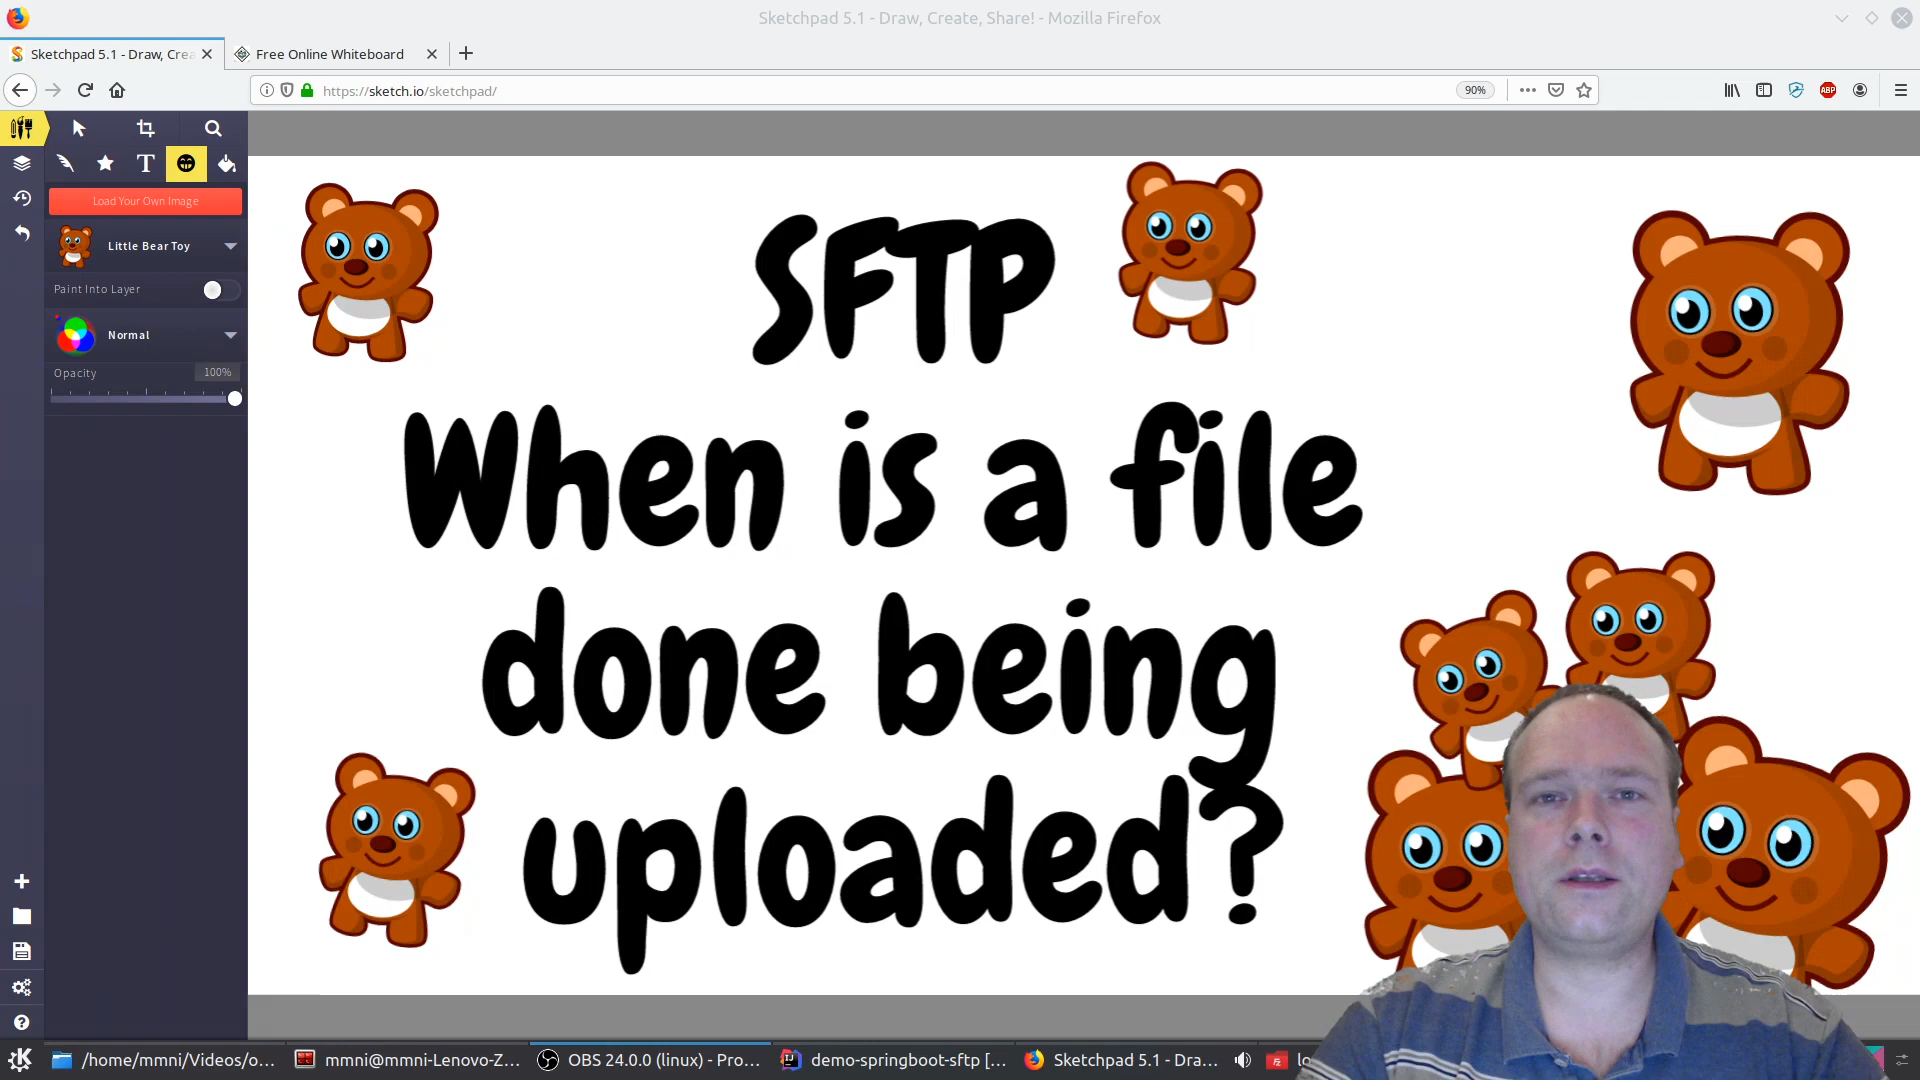 Sketchpad 5.1 - Draw, Create, Share! - Mozilla Firefox
Sketchpad 5.1 - Draw, Crea
Free Online Whiteboard
https://sketch.io/sketchpad/
90%
ABP
T
Load Your Own Image
Little Bear Toy
Paint Into Layer
Normal
Opacity
100%
SFTP
When is a file
done being
uploaded?
/home/mmni/Videos/o...
mmni@mmni-Lenovo-Z...
OBS 24.0.0 (linux) - Pro...
IJ
demo-springboot-sftp [...
Sketchpad 5.1 - Dra...